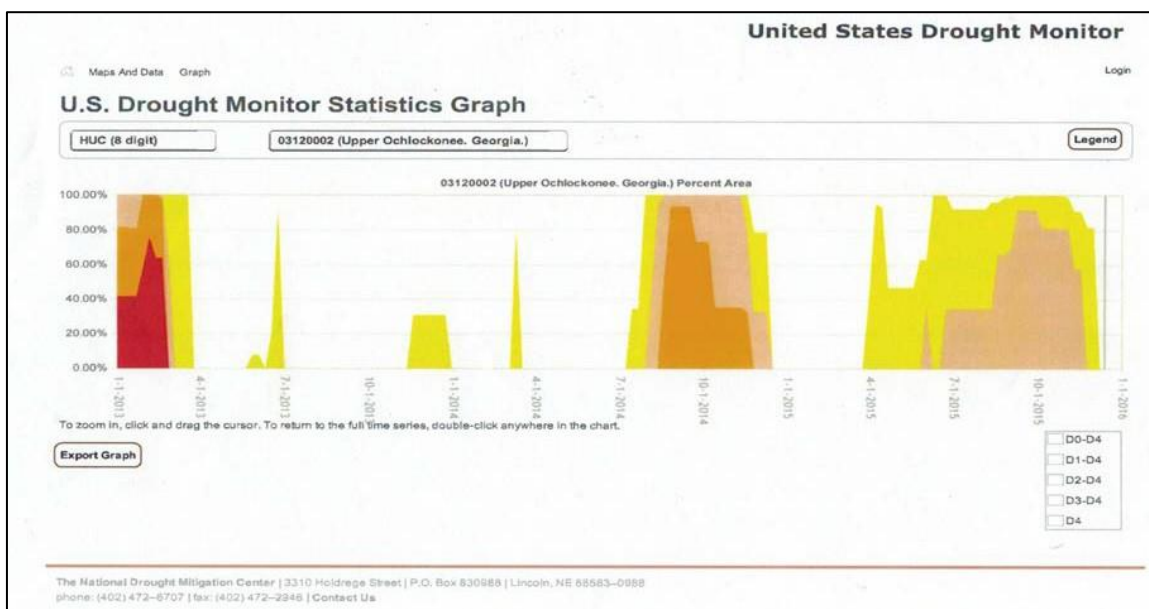 United States Drought Monitor
Maps And Data Graph
Login
U.S. Drought Monitor Statistics Graph
HUC (8 digit)
03120002 (Upper Ochlockonee. Georgia.)
Legend
03120002 (Upper Ochlockonee. Georgia.) Percent Area
100.00%
80.00%
60.00%
40.00%
20.00%
0.00%
1-1-2013
4-1-2013
7-1-2013
10-1-2013
1-1-2014
4-1-2014
7-1-2014
10-1-2014
1-1-2015
4-1-2015
7-1-2015
10-1-2015
1-1-2016
To zoom in, click and drag the cursor. To return to the full time series, double-click anywhere in the chart.
Export Graph
D0-D4
D1-D4
D2-D4
D3-D4
D4
The National Drought Mitigation Center | 3310 Holdrege Street | P.O. Box 830988 | Lincoln, NE 68583–0988
phone: (402) 472–6707 | fax: (402) 472–2946 | Contact Us